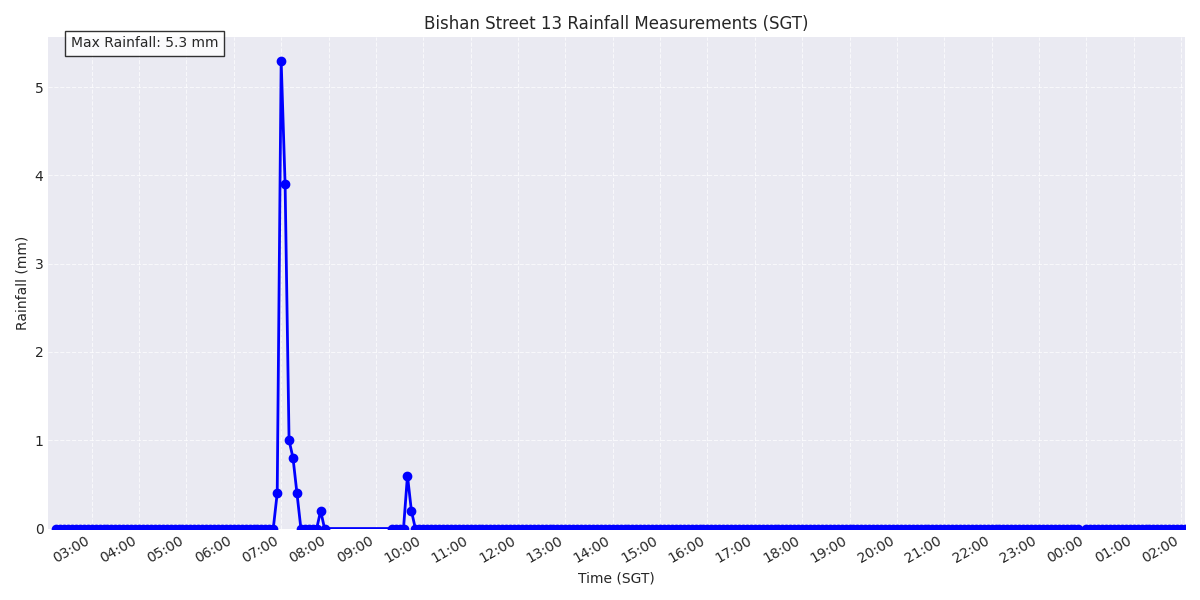 Bishan Street 13 Rainfall Measurements (SGT)
Max Rainfall: 5.3 mm
Rainfall (mm)
5
4
3
2
1
0
03:00 04:00 05:00 06:00 07:00 08:00 09:00 10:00 11:00 12:00 13:00 14:00 15:00 16:00 17:00 18:00 19:00 20:00 21:00 22:00 23:00 00:00 01:00 02:00
Time (SGT)